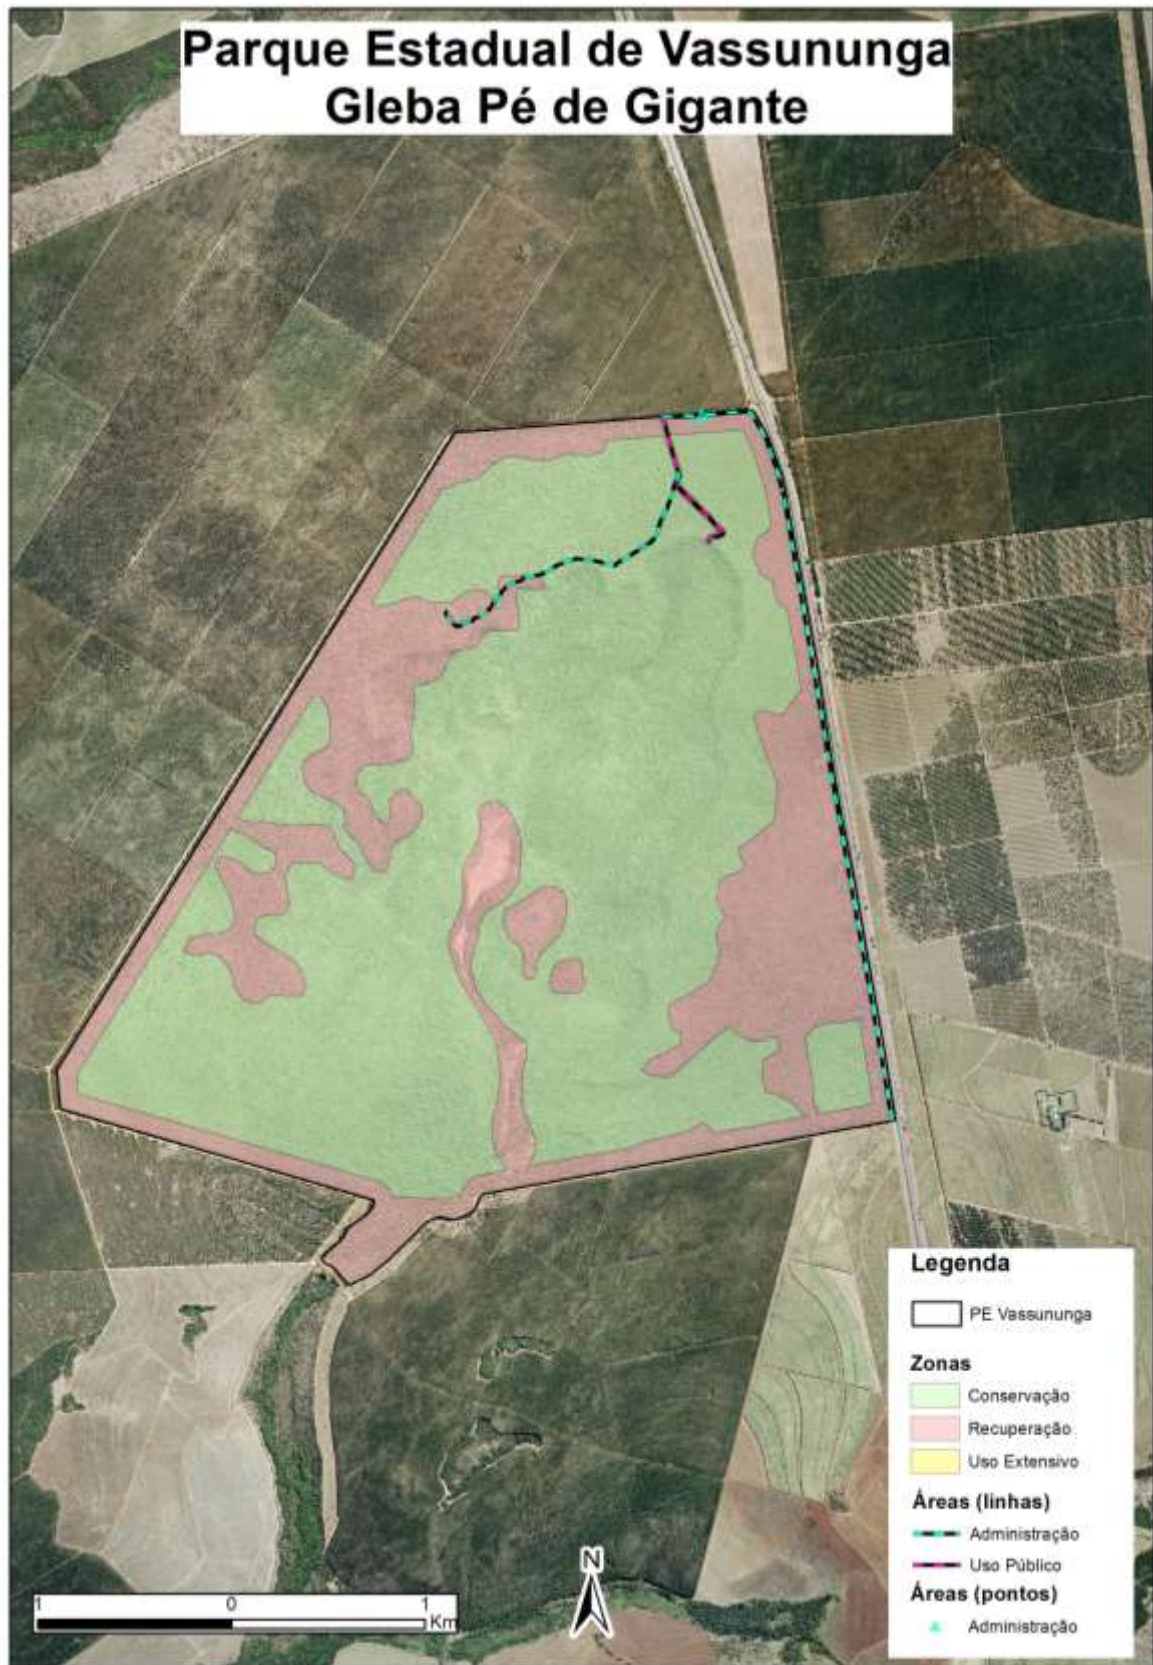 Parque Estadual de Vassununga
Gleba Pé de Gigante
Legenda
PE Vassununga
Zonas
Conservação
Recuperação
Uso Extensivo
Áreas (linhas)
Administração
Uso Público
Áreas (pontos)
Administração
N
1 0 1
Km